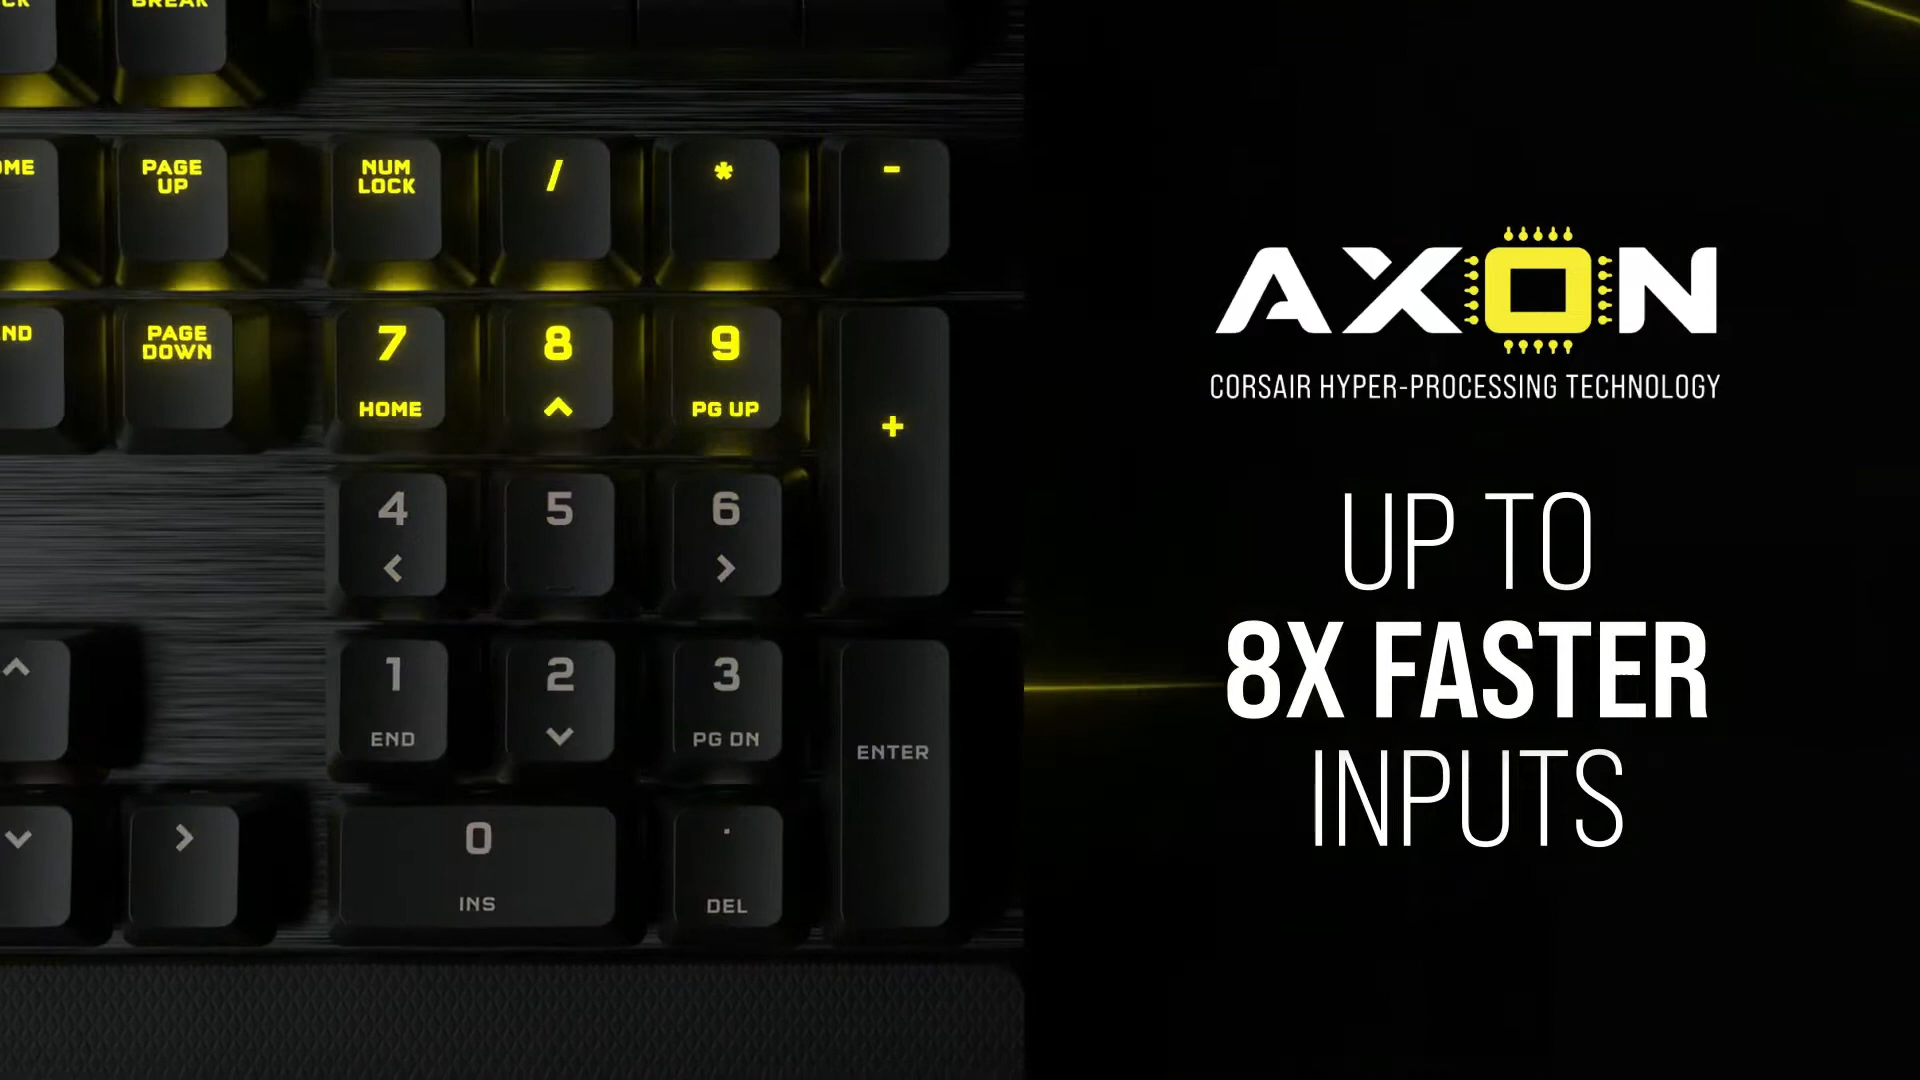 BREAK
PAGE
UP
NUM
LOCK
/
*
-
PAGE
DOWN
7
HOME
8
9
PG UP
+
4
5
6
1
END
2
3
PG DN
ENTER
0
INS
.
DEL
AXON
CORSAIR HYPER-PROCESSING TECHNOLOGY
UP TO
8X FASTER
INPUTS